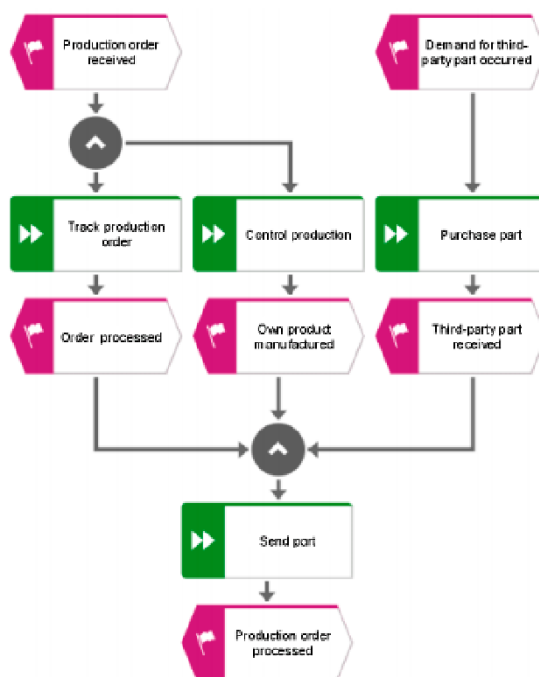 Production order
received
Demand for third-
party part occurred
Track production
order
Control production
Purchase part
Order processed
Own product
manufactured
Third-party part
received
Send part
Production order
processed